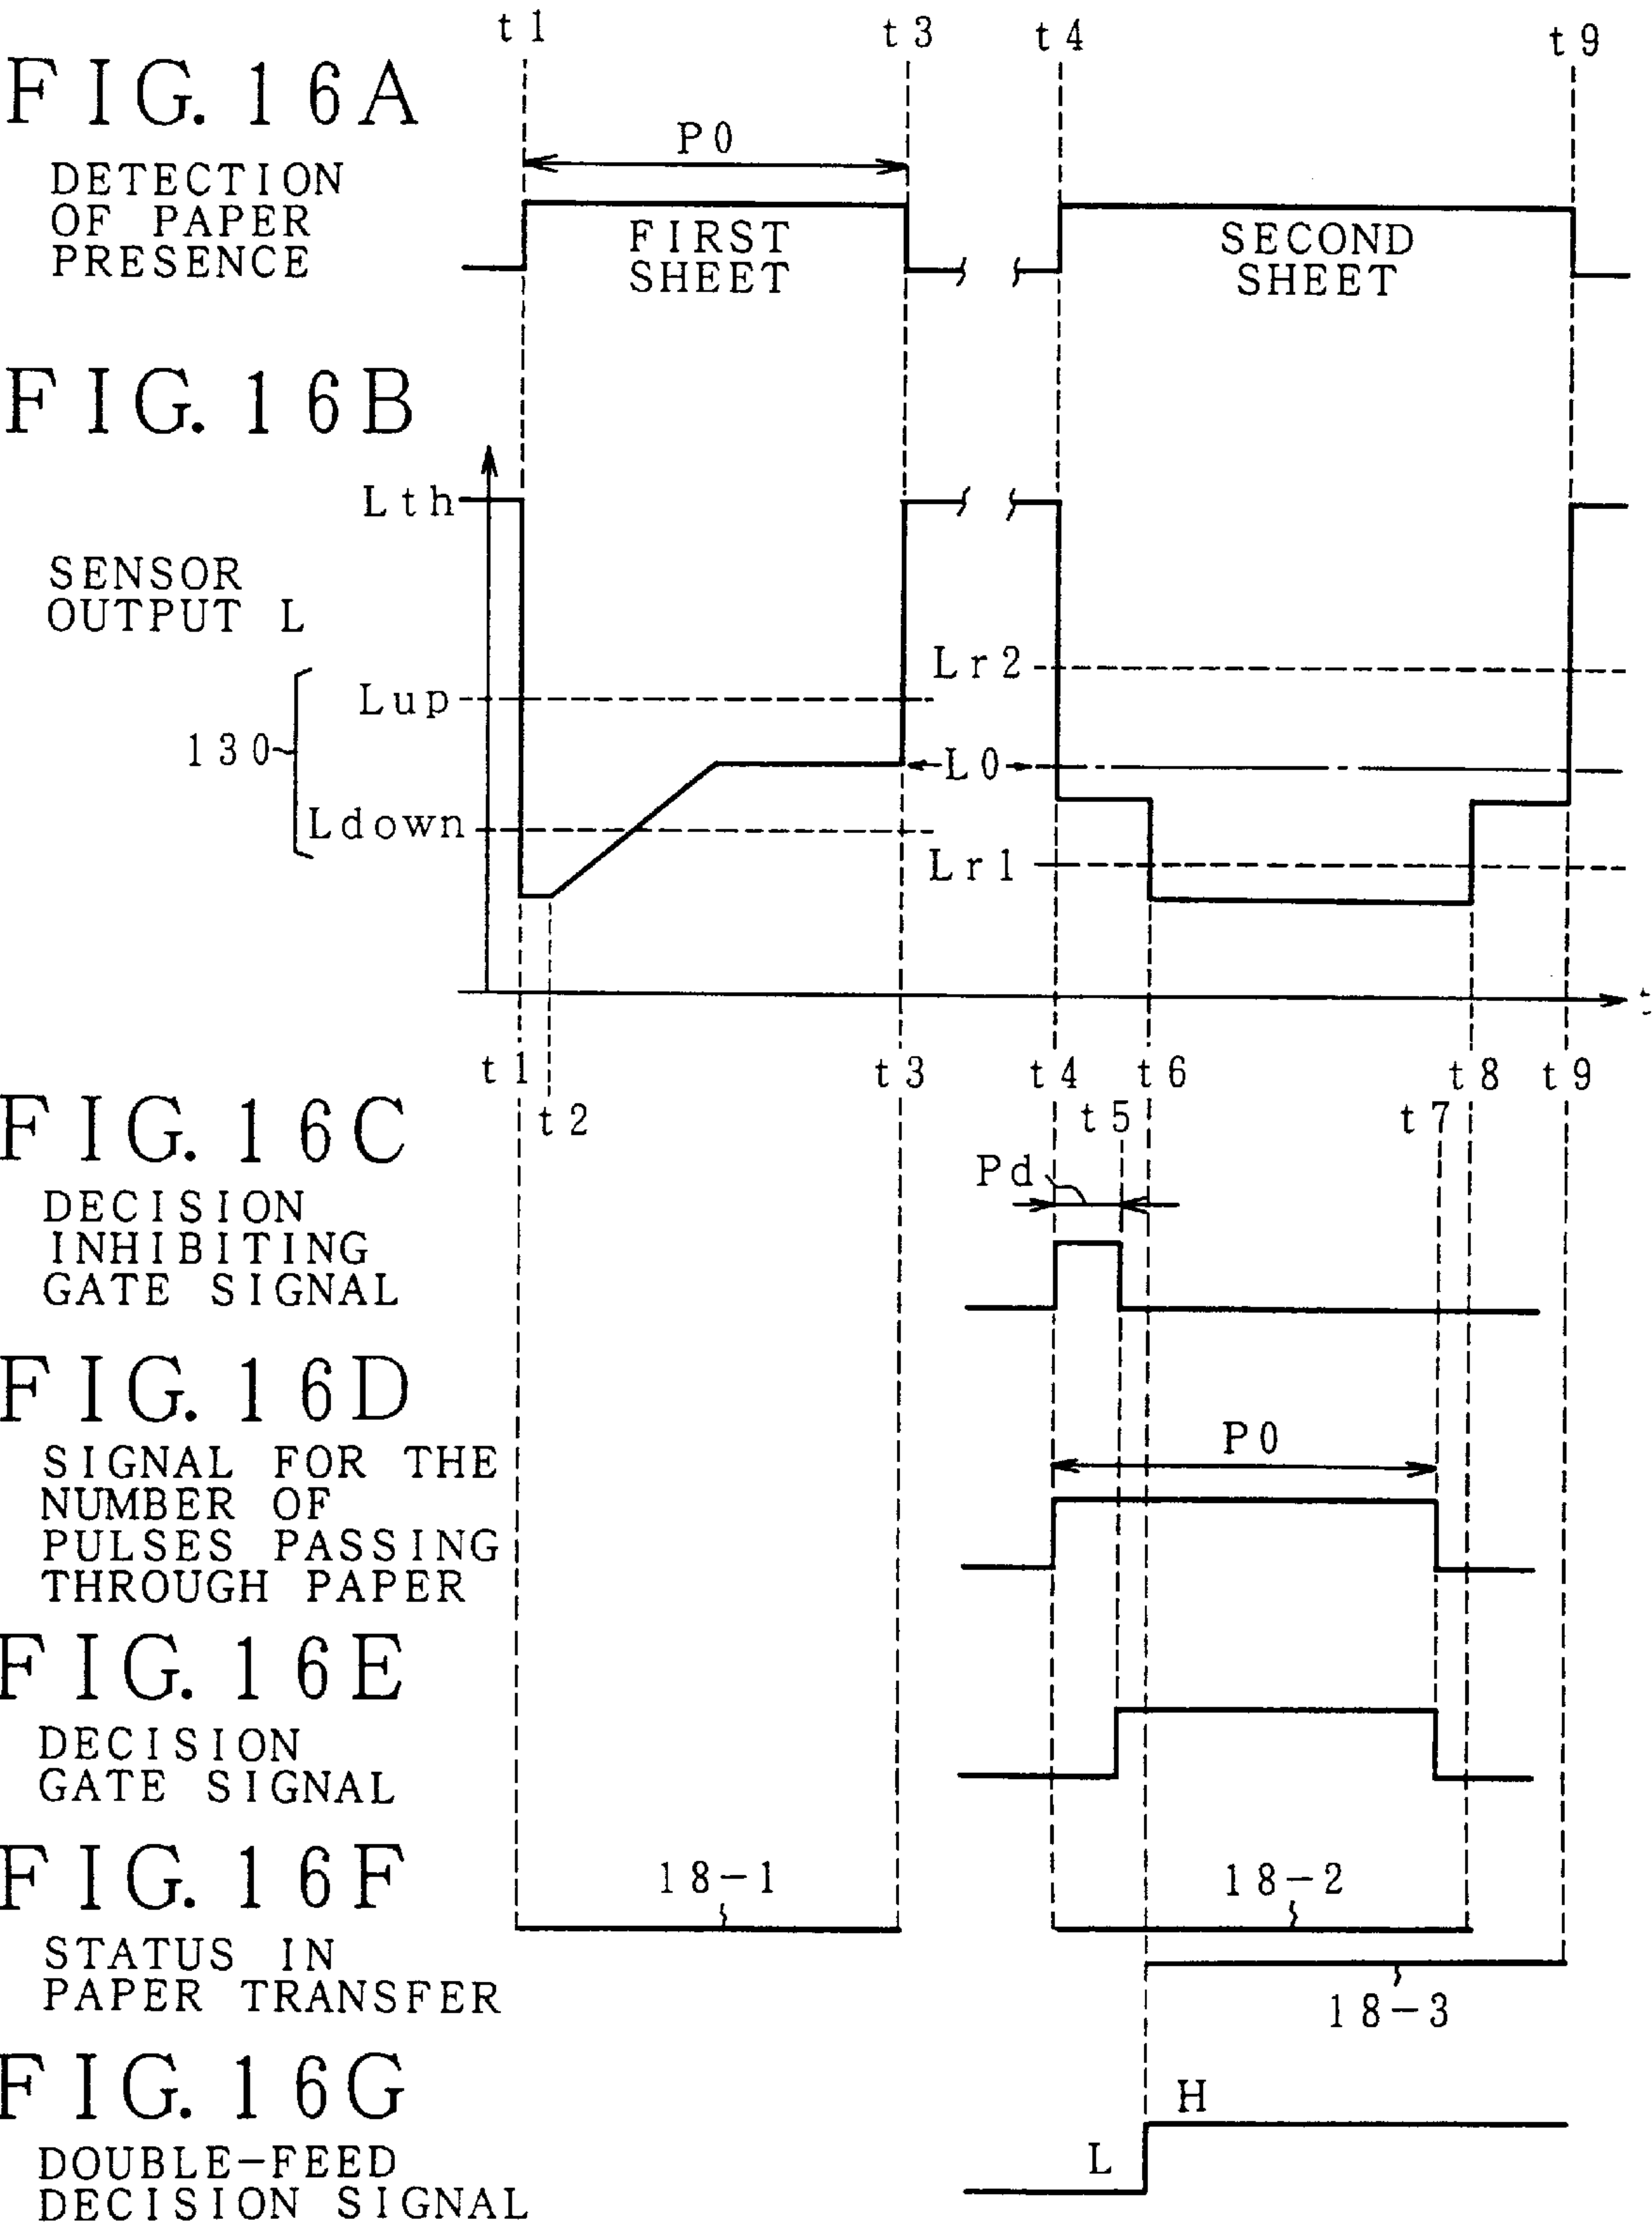 t1 t3 t4 t9
FIG. 16A
P0
DETECTION
OF PAPER
PRESENCE
FIRST
SHEET
SECOND
SHEET
FIG. 16B
Lth
SENSOR
OUTPUT L
Lr2
Lup
130
L0
Ldown
Lr1
t
t1 t3 t4 t6 t8 t9
t2 t5 t7
FIG. 16C
Pd
DECISION
INHIBITING
GATE SIGNAL
FIG. 16D
P0
SIGNAL FOR THE
NUMBER OF
PULSES PASSING
THROUGH PAPER
FIG. 16E
DECISION
GATE SIGNAL
FIG. 16F
18-1 18-2
STATUS IN
PAPER TRANSFER
18-3
FIG. 16G
H
L
DOUBLE-FEED
DECISION SIGNAL